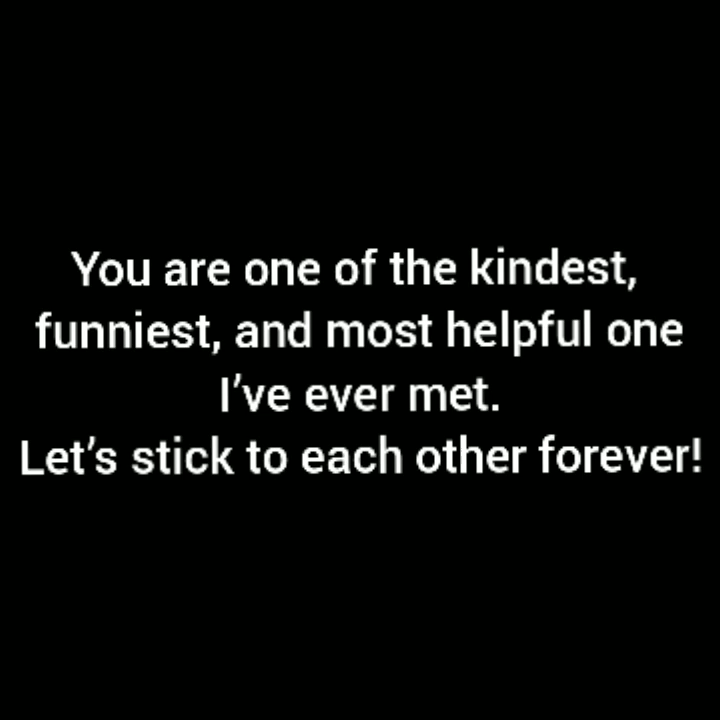 You are one of the kindest,
funniest, and most helpful one
I’ve ever met.
Let’s stick to each other forever!